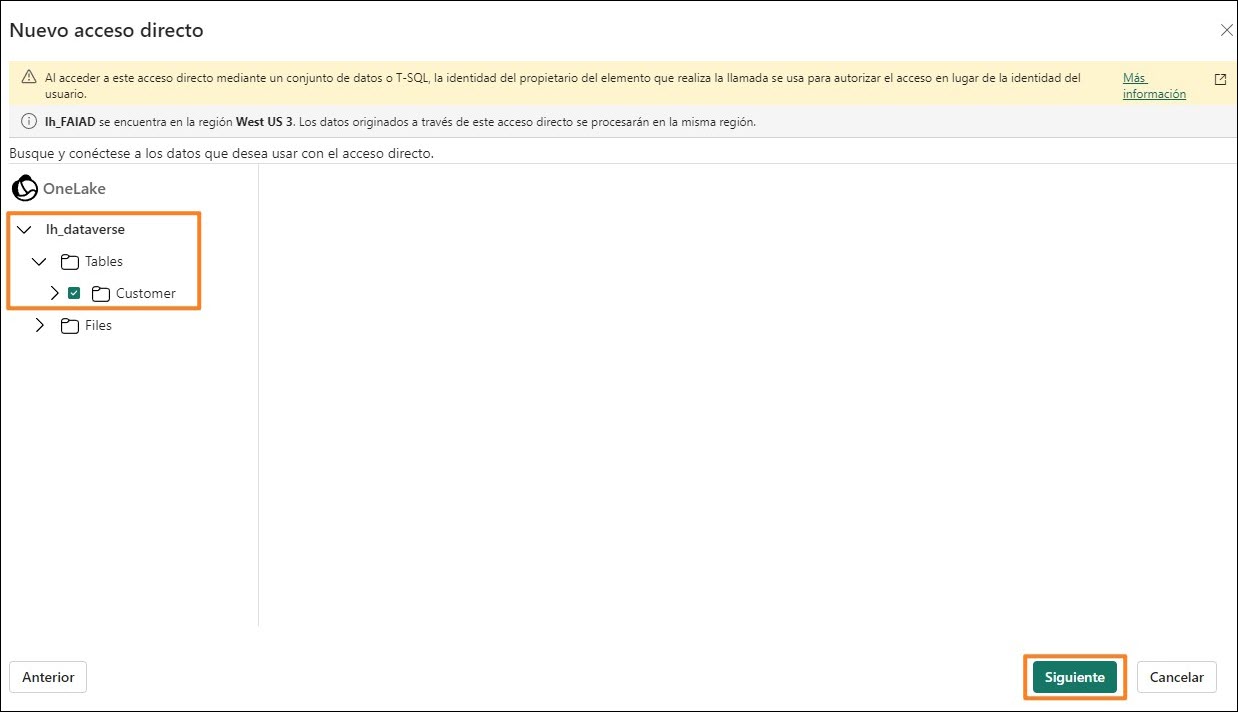 Nuevo acceso directo
Al acceder a este acceso directo mediante un conjunto de datos o T-SQL, la identidad del propietario del elemento que realiza la llamada se usa para autorizar el acceso en lugar de la identidad del
usuario.
Más
información
lh_FAIAD se encuentra en la región West US 3. Los datos originados a través de este acceso directo se procesarán en la misma región.
Busque y conéctese a los datos que desea usar con el acceso directo.
OneLake
lh_dataverse
Tables
Customer
Files
Anterior
Siguiente
Cancelar